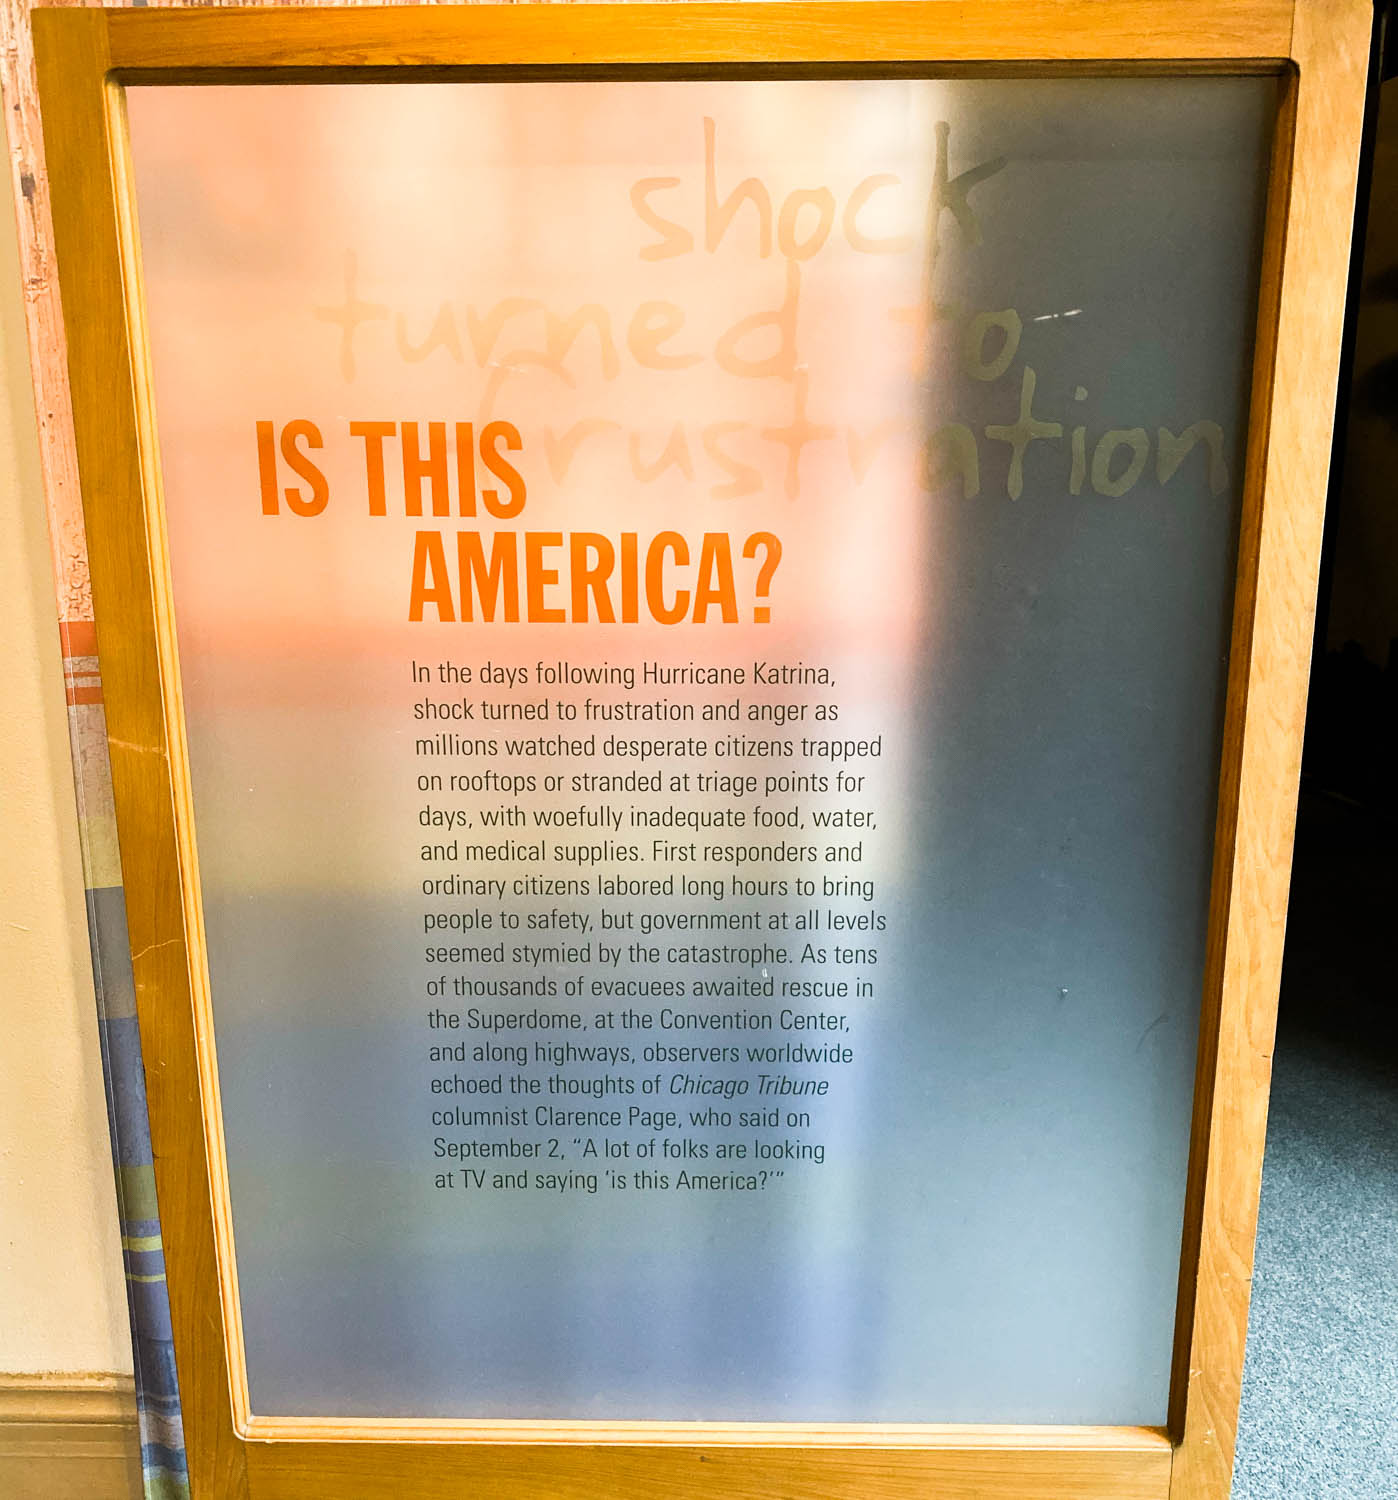 shock
turned to
frustration
IS THIS
AMERICA?
In the days following Hurricane Katrina,
shock turned to frustration and anger as
millions watched desperate citizens trapped
on rooftops or stranded at triage points for
days, with woefully inadequate food, water,
and medical supplies. First responders and
ordinary citizens labored long hours to bring
people to safety, but government at all levels
seemed stymied by the catastrophe. As tens
of thousands of evacuees awaited rescue in
the Superdome, at the Convention Center,
and along highways, observers worldwide
echoed the thoughts of Chicago Tribune
columnist Clarence Page, who said on
September 2, “A lot of folks are looking
at TV and saying ‘is this America?’”